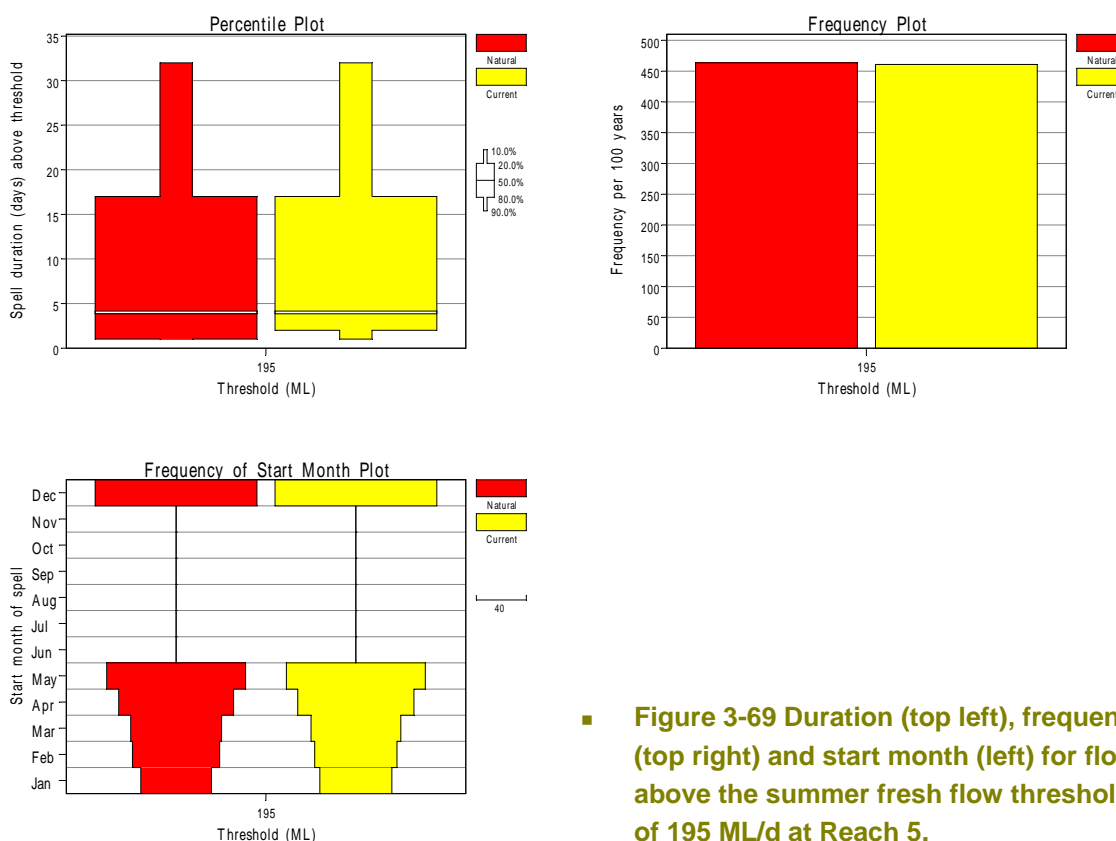 Percentile Plot
Spell duration (days) above threshold
35
30
25
20
15
10
5
0
195
Threshold (ML)
Natural
Current
10.0%
20.0%
50.0%
80.0%
90.0%
Frequency Plot
Frequency per 100 years
500
450
400
350
300
250
200
150
100
50
0
195
Threshold (ML)
Natural
Current
Frequency of Start Month Plot
Start month of spell
Dec
Nov
Oct
Sep
Aug
Jul
Jun
May
Apr
Mar
Feb
Jan
195
Threshold (ML)
Natural
Current
40
▪ Figure 3-69 Duration (top left), frequen
(top right) and start month (left) for flo
above the summer fresh flow threshol
of 195 ML/d at Reach 5.